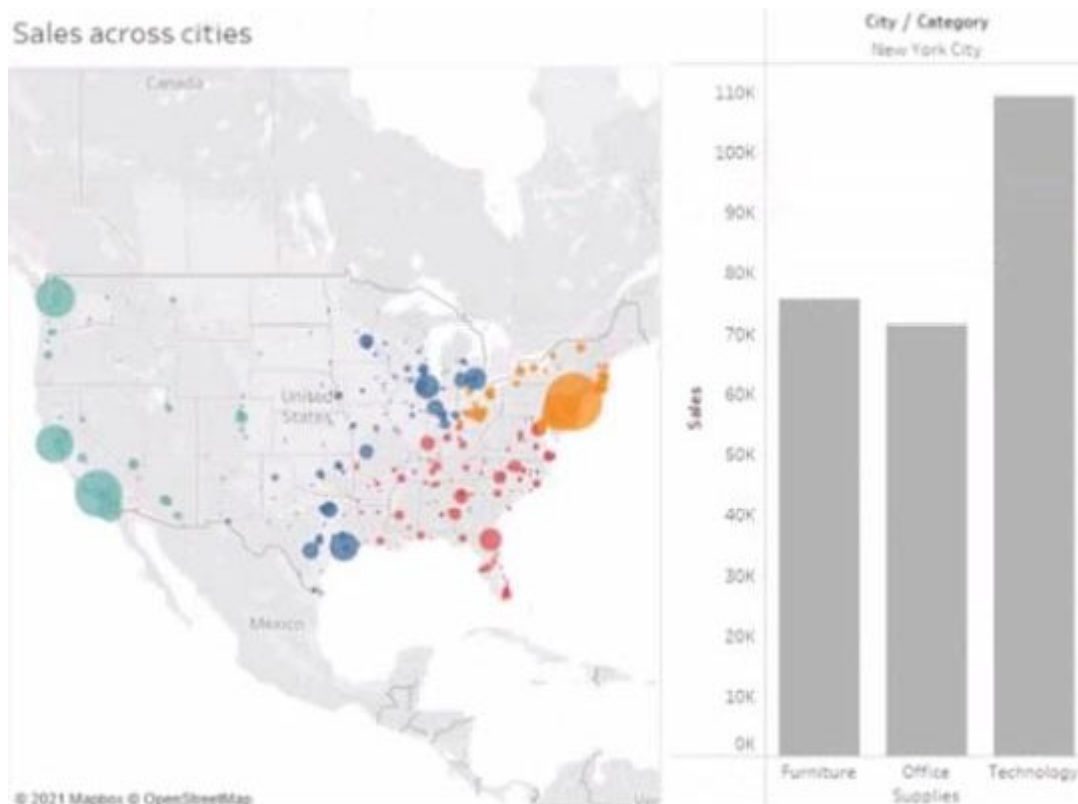 Sales across cities
Canada
United
States
Mexico
© 2021 Mapbox © OpenStreetMap
City / Category
New York City
Sales
110K
100K
90K
80K
70K
60K
50K
40K
30K
20K
10K
0K
Furniture
Office
Supplies
Technology